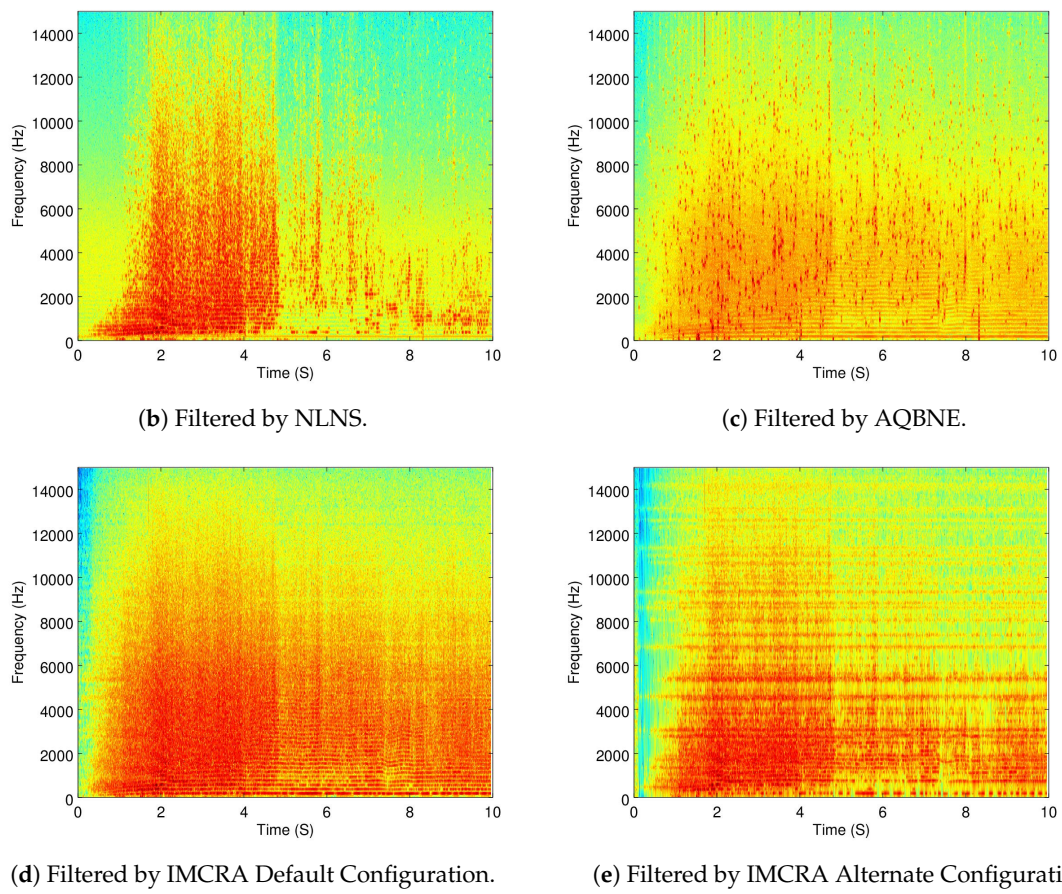 14000
12000
10000
8000
6000
4000
2000
0
Frequency (Hz)
0 2 4 6 8 10
Time (S)
(b) Filtered by NLNS.
14000
12000
10000
8000
6000
4000
2000
0
Frequency (Hz)
0 2 4 6 8 10
Time (S)
(c) Filtered by AQBNE.
14000
12000
10000
8000
6000
4000
2000
0
Frequency (Hz)
0 2 4 6 8 10
Time (S)
(d) Filtered by IMCRA Default Configuration.
14000
12000
10000
8000
6000
4000
2000
0
Frequency (Hz)
0 2 4 6 8 10
Time (S)
(e) Filtered by IMCRA Alternate Configurati